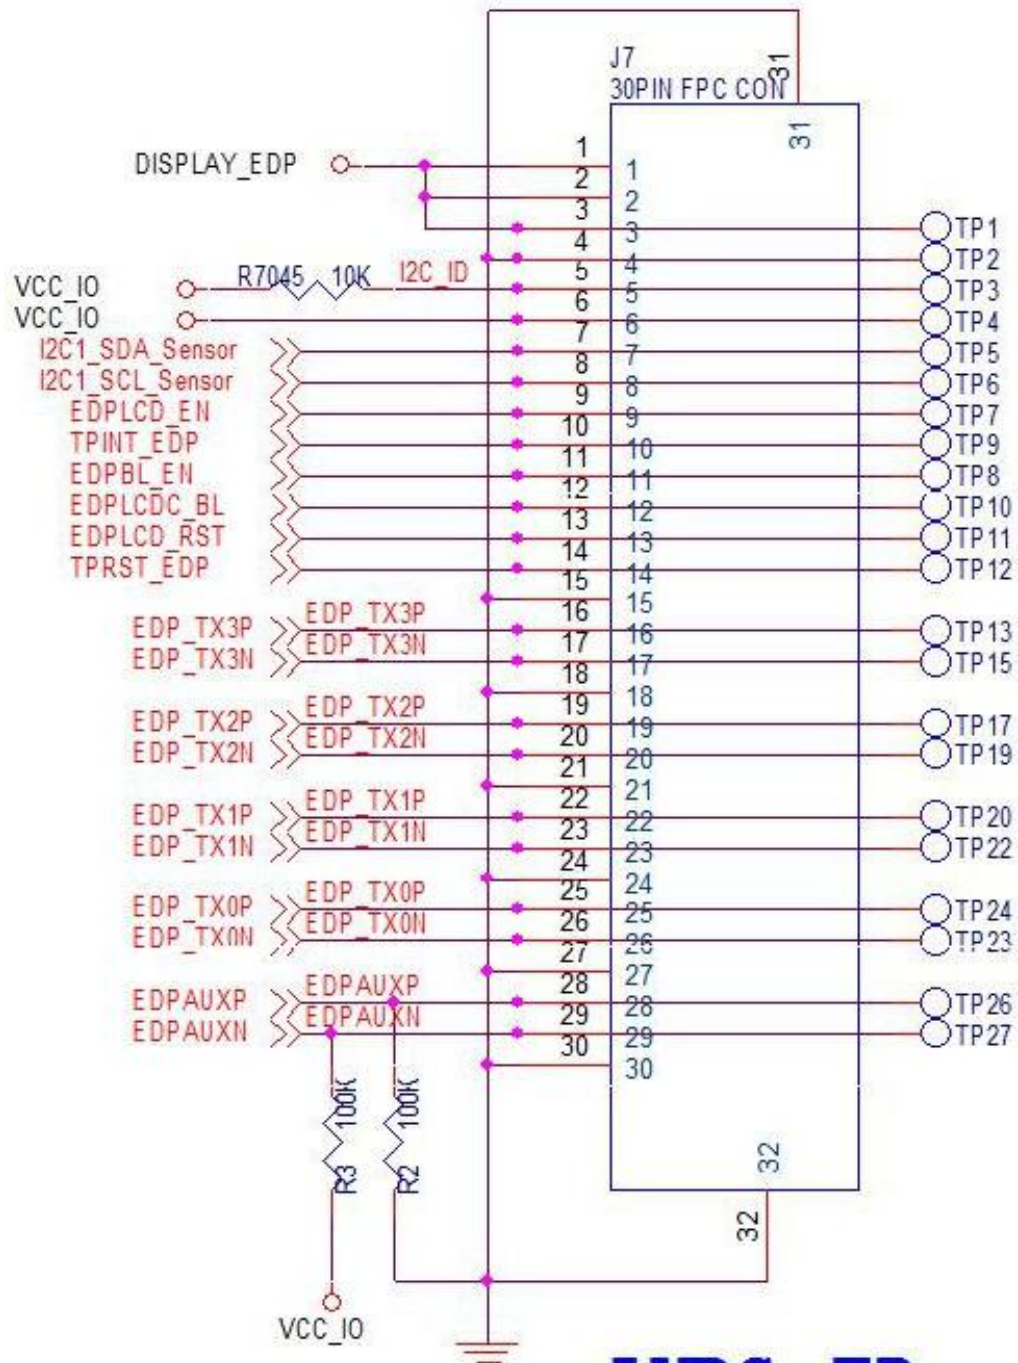 J7
30PIN FPC CON
31
31
DISPLAY_EDP
1
1
2
2
3
3
TP1
4
4
TP2
VCC_IO
R7045
10K
I2C_ID
5
5
TP3
VCC_IO
6
6
TP4
I2C1_SDA_Sensor
7
7
TP5
I2C1_SCL_Sensor
8
8
TP6
EDPLCD_EN
9
9
TP7
TPINT_EDP
10
10
TP9
EDPBL_EN
11
11
TP8
EDPLCDC_BL
12
12
TP10
EDPLCD_RST
13
13
TP11
TPRST_EDP
14
14
TP12
15
15
EDP_TX3P
EDP_TX3P
16
16
TP13
EDP_TX3N
EDP_TX3N
17
17
TP15
18
18
EDP_TX2P
EDP_TX2P
19
19
TP17
EDP_TX2N
EDP_TX2N
20
20
TP19
21
21
EDP_TX1P
EDP_TX1P
22
22
TP20
EDP_TX1N
EDP_TX1N
23
23
TP22
24
24
EDP_TX0P
EDP_TX0P
25
25
TP24
EDP_TX0N
EDP_TX0N
26
26
TP23
27
27
EDPAUXP
EDPAUXP
28
28
TP26
EDPAUXN
EDPAUXN
29
29
TP27
30
30
R3
100K
R2
100K
32
32
VCC_IO